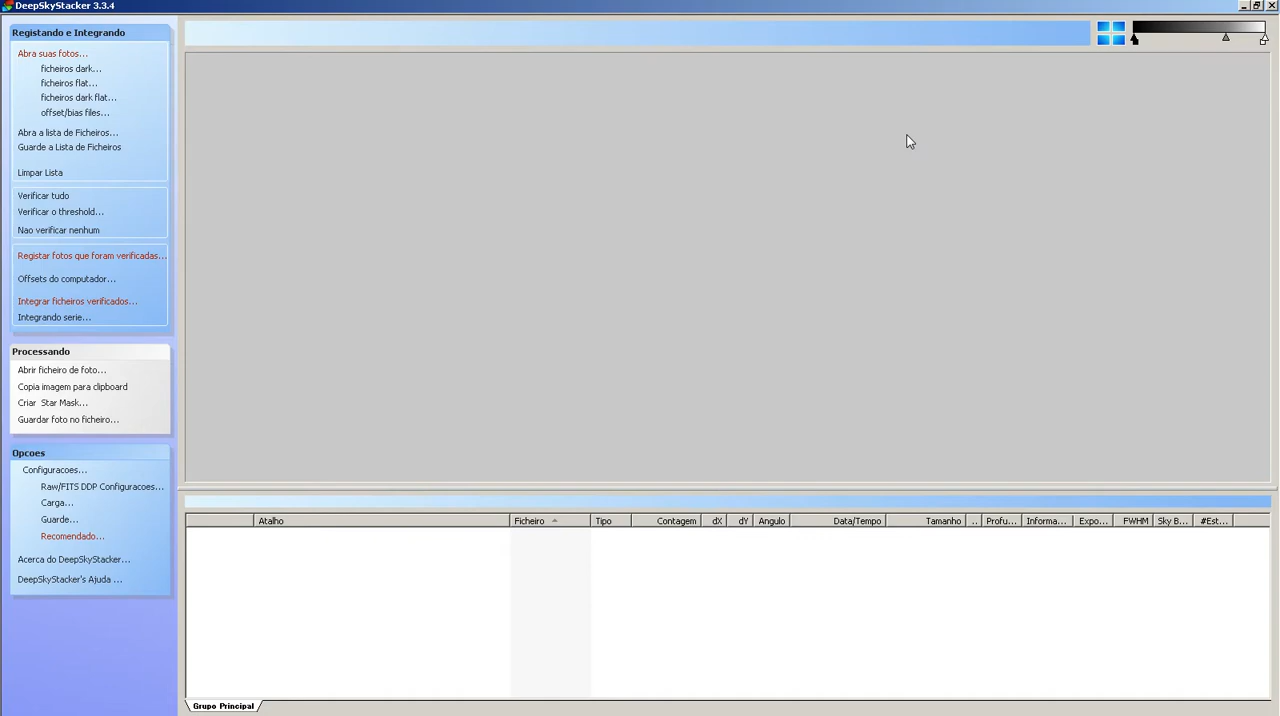 DeepSkyStacker 3.3.4
Registando e Integrando
Abra suas fotos...
ficheiros dark...
ficheiros flat...
ficheiros dark flat...
offset/bias files...
Abra a lista de Ficheiros...
Guarde a Lista de Ficheiros
Limpar Lista
Verificar tudo
Verificar o threshold...
Nao verificar nenhum
Registar fotos que foram verificadas...
Offsets do computador...
Integrar ficheiros verificados...
Integrando serie...
Processando
Abrir ficheiro de foto...
Copia imagem para clipboard
Criar Star Mask...
Guardar foto no ficheiro...
Opcoes
Configuracoes...
Raw/FITS DDP Configuracoes...
Carga...
Guarde...
Recomendado...
Acerca do DeepSkyStacker...
DeepSkyStacker's Ajuda ...
Atalho Ficheiro Tipo Contagem dX dY Angulo Data/Tempo Tamanho .. Profu... Informa... Expo... FWHM Sky B... #Est...
Grupo Principal